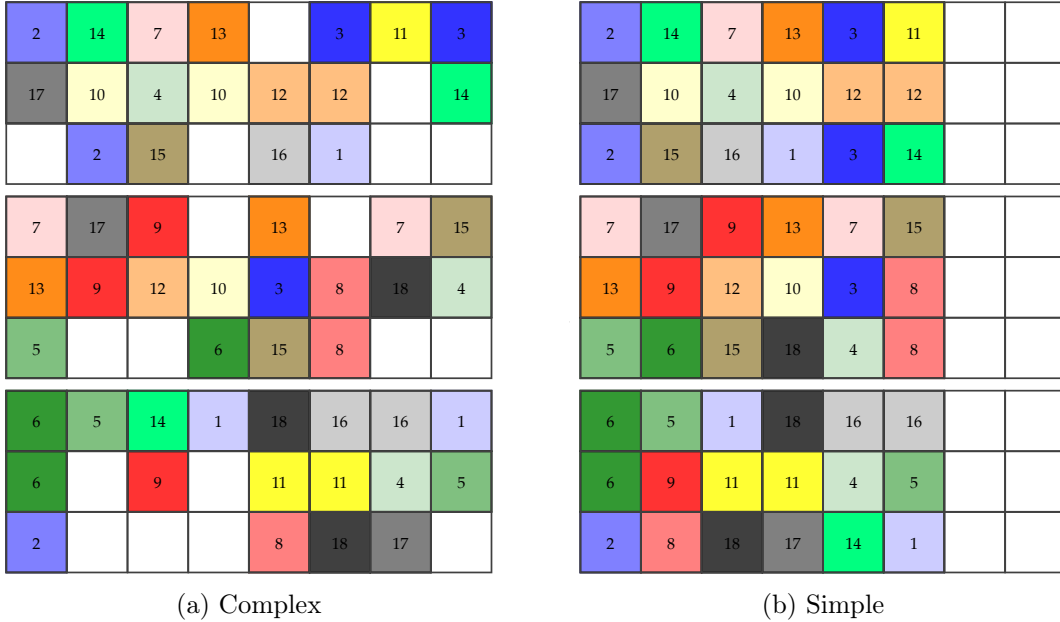 2 14 7 13 3 11 3
17 10 4 10 12 12 14
2 15 16 1
7 17 9 13 7 15
13 9 12 10 3 8 18 4
5 6 15 8
6 5 14 1 18 16 16 1
6 9 11 11 4 5
2 8 18 17
(a) Complex
2 14 7 13 3 11
17 10 4 10 12 12
2 15 16 1 3 14
7 17 9 13 7 15
13 9 12 10 3 8
5 6 15 18 4 8
6 5 1 18 16 16
6 9 11 11 4 5
2 8 18 17 14 1
(b) Simple